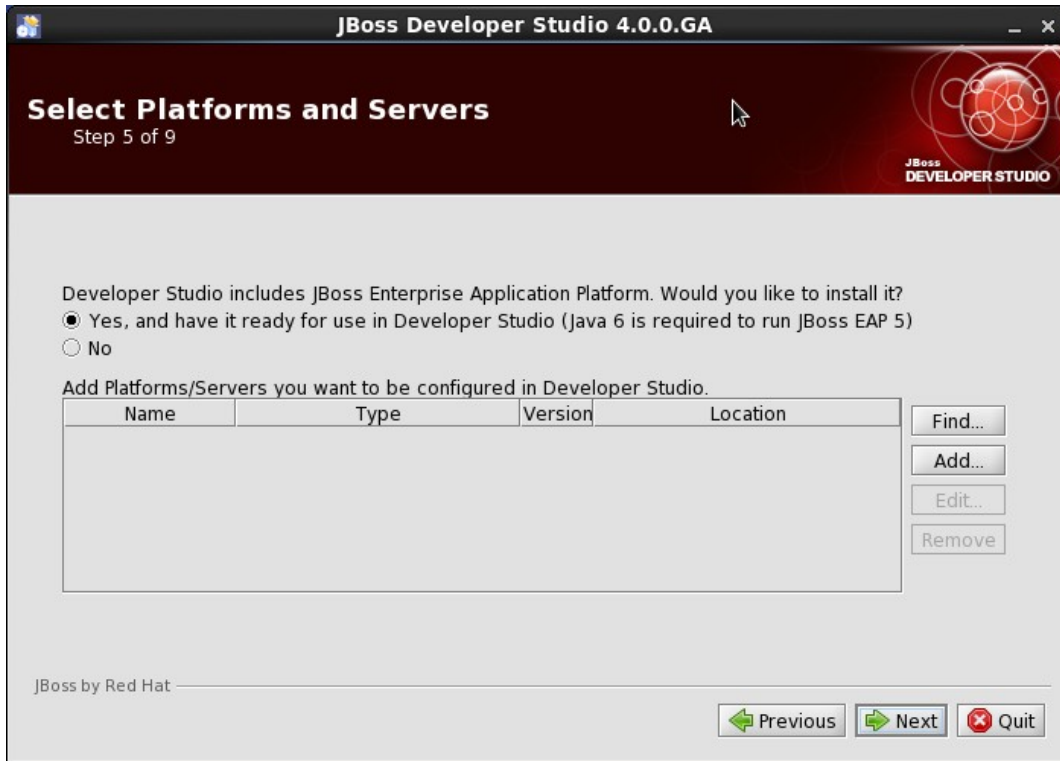 JBoss Developer Studio 4.0.0.GA
Select Platforms and Servers
Step 5 of 9
JBoss
DEVELOPER STUDIO
Developer Studio includes JBoss Enterprise Application Platform. Would you like to install it?
Yes, and have it ready for use in Developer Studio (Java 6 is required to run JBoss EAP 5)
No
Add Platforms/Servers you want to be configured in Developer Studio.
Name Type Version Location
Find...
Add...
Edit...
Remove
JBoss by Red Hat
Previous Next Quit